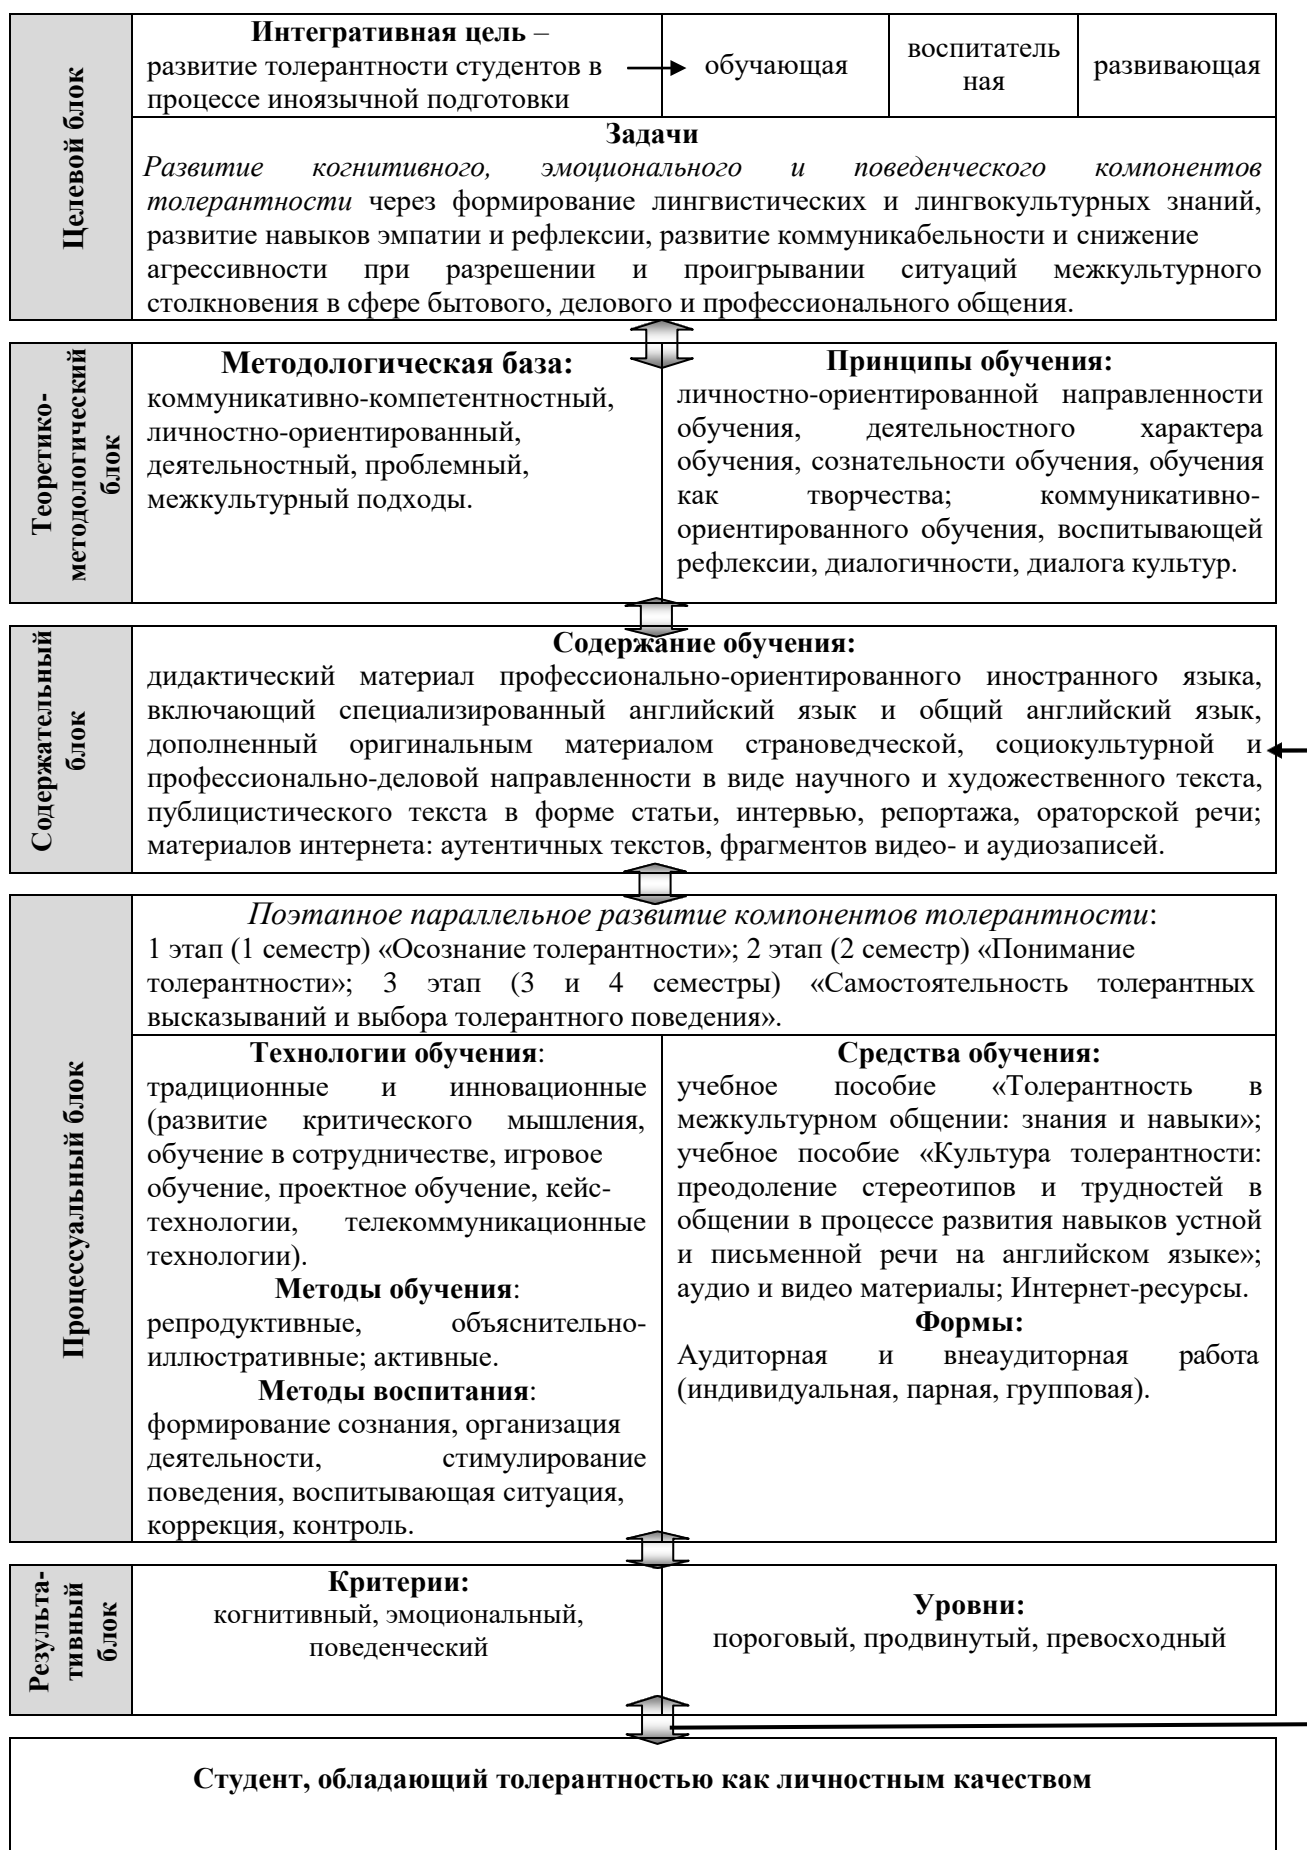 Целевой блок
Интегративная цель –
развитие толерантности студентов в
процессе иноязычной подготовки
обучающая
воспитатель
ная
развивающая
Задачи
Развитие когнитивного, эмоционального и поведенческого компонентов
толерантности через формирование лингвистических и лингвокультурных знаний,
развитие навыков эмпатии и рефлексии, развитие коммуникабельности и снижение
агрессивности при разрешении и проигрывании ситуаций межкультурного
столкновения в сфере бытового, делового и профессионального общения.
Теоретико-
методологический
блок
Методологическая база:
коммуникативно-компетентностный,
личностно-ориентированный,
деятельностный, проблемный,
межкультурный подходы.
Принципы обучения:
личностно-ориентированной направленности
обучения, деятельностного характера
обучения, сознательности обучения, обучения
как творчества; коммуникативно-
ориентированного обучения, воспитывающей
рефлексии, диалогичности, диалога культур.
Содержательный
блок
Содержание обучения:
дидактический материал профессионально-ориентированного иностранного языка,
включающий специализированный английский язык и общий английский язык,
дополненный оригинальным материалом страноведческой, социокультурной и
профессионально-деловой направленности в виде научного и художественного текста,
публицистического текста в форме статьи, интервью, репортажа, ораторской речи;
материалов интернета: аутентичных текстов, фрагментов видео- и аудиозаписей.
Процессуальный блок
Поэтапное параллельное развитие компонентов толерантности:
1 этап (1 семестр) «Осознание толерантности»; 2 этап (2 семестр) «Понимание
толерантности»; 3 этап (3 и 4 семестры) «Самостоятельность толерантных
высказываний и выбора толерантного поведения».
Технологии обучения:
традиционные и инновационные
(развитие критического мышления,
обучение в сотрудничестве, игровое
обучение, проектное обучение, кейс-
технологии, телекоммуникационные
технологии).
Методы обучения:
репродуктивные, объяснительно-
иллюстративные; активные.
Методы воспитания:
формирование сознания, организация
деятельности, стимулирование
поведения, воспитывающая ситуация,
коррекция, контроль.
Средства обучения:
учебное пособие «Толерантность в
межкультурном общении: знания и навыки»;
учебное пособие «Культура толерантности:
преодоление стереотипов и трудностей в
общении в процессе развития навыков устной
и письменной речи на английском языке»;
аудио и видео материалы; Интернет-ресурсы.
Формы:
Аудиторная и внеаудиторная работа
(индивидуальная, парная, групповая).
Результа-
тивный
блок
Критерии:
когнитивный, эмоциональный,
поведенческий
Уровни:
пороговый, продвинутый, превосходный
Студент, обладающий толерантностью как личностным качеством